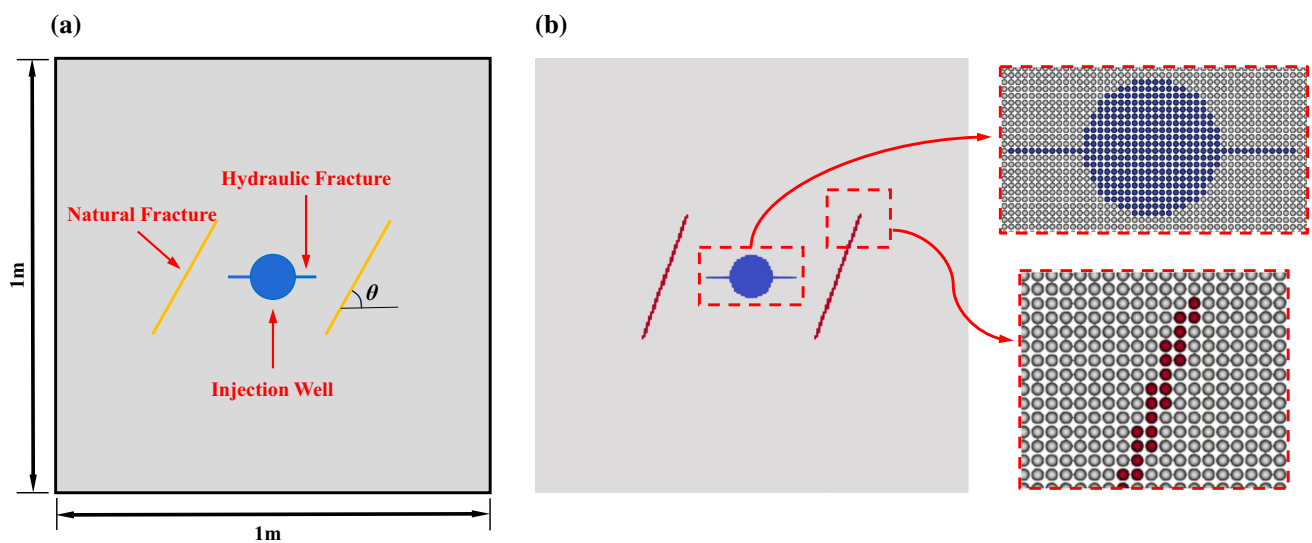 (a)
(b)
Hydraulic Fracture
Natural Fracture
θ
1m
Injection Well
1m